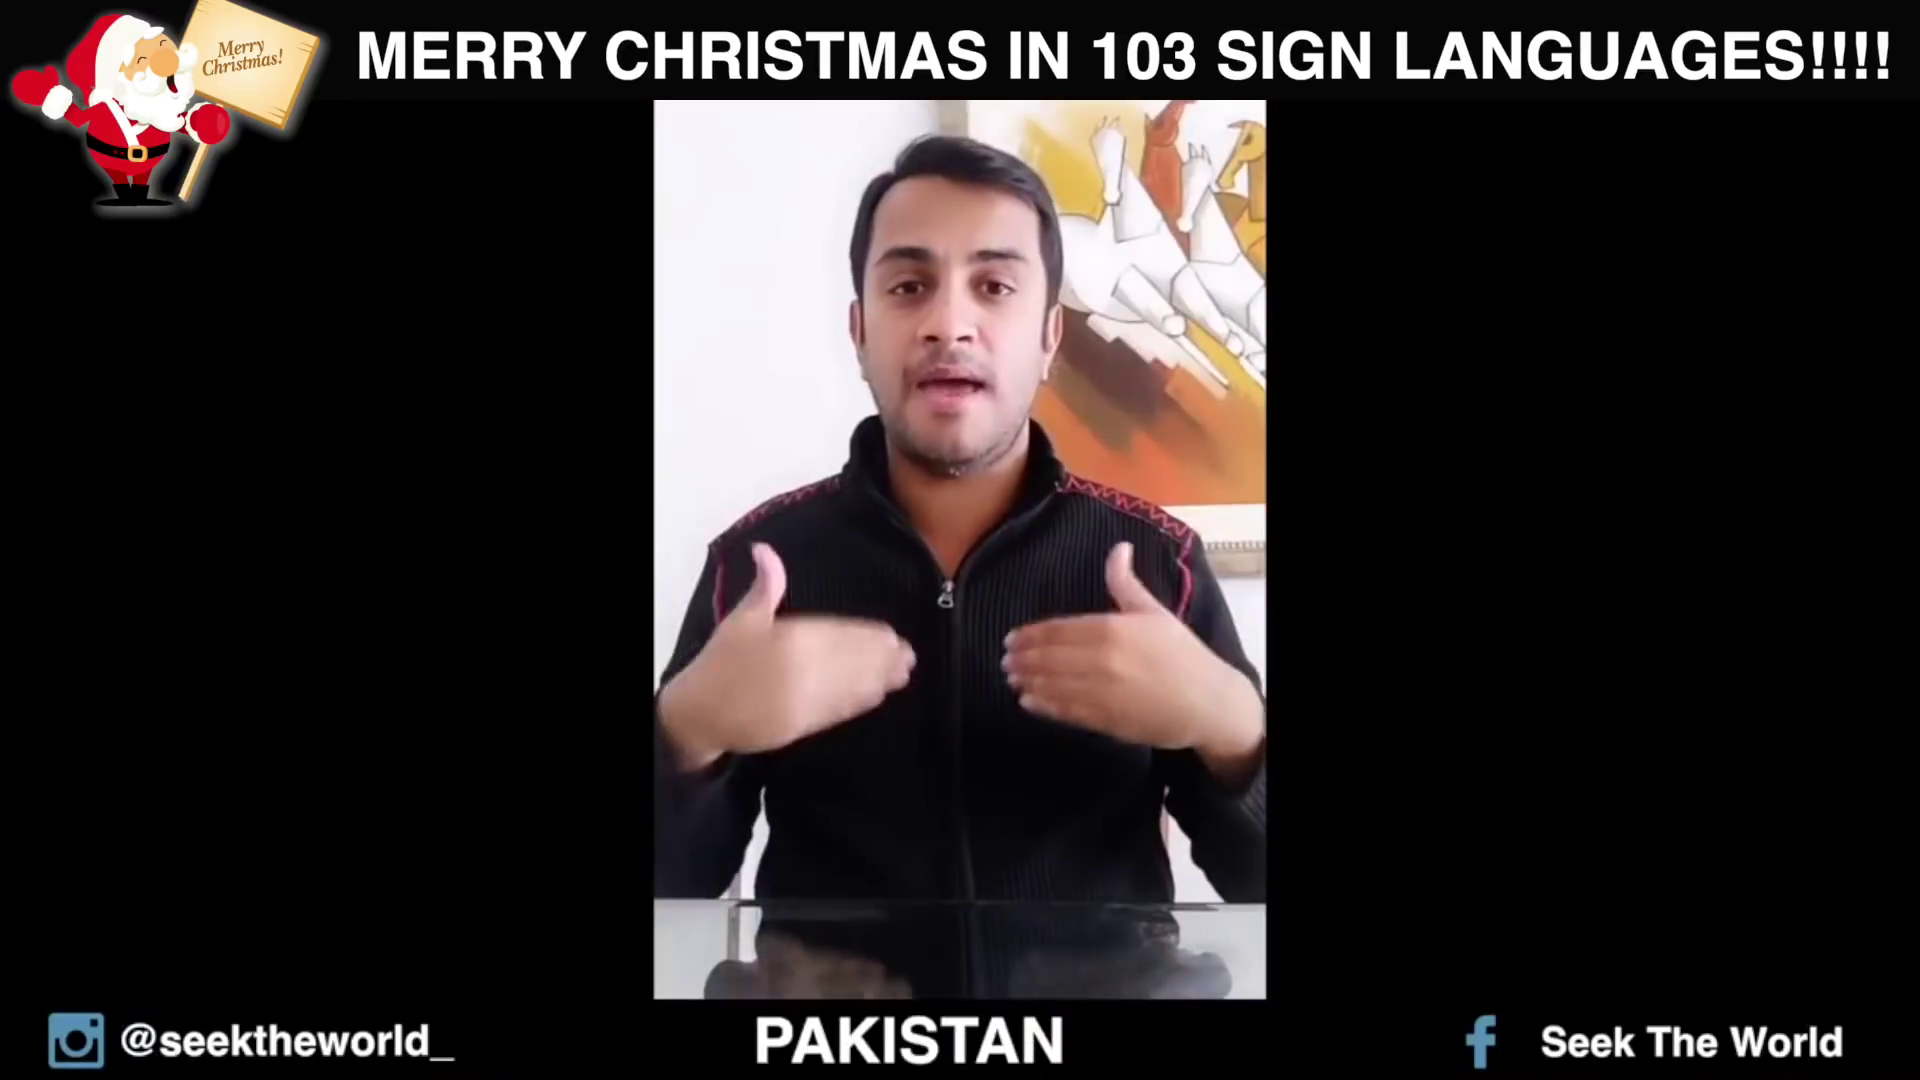 Merry
Christmas!
MERRY CHRISTMAS IN 103 SIGN LANGUAGES!!!!
@seektheworld_
PAKISTAN
Seek The World